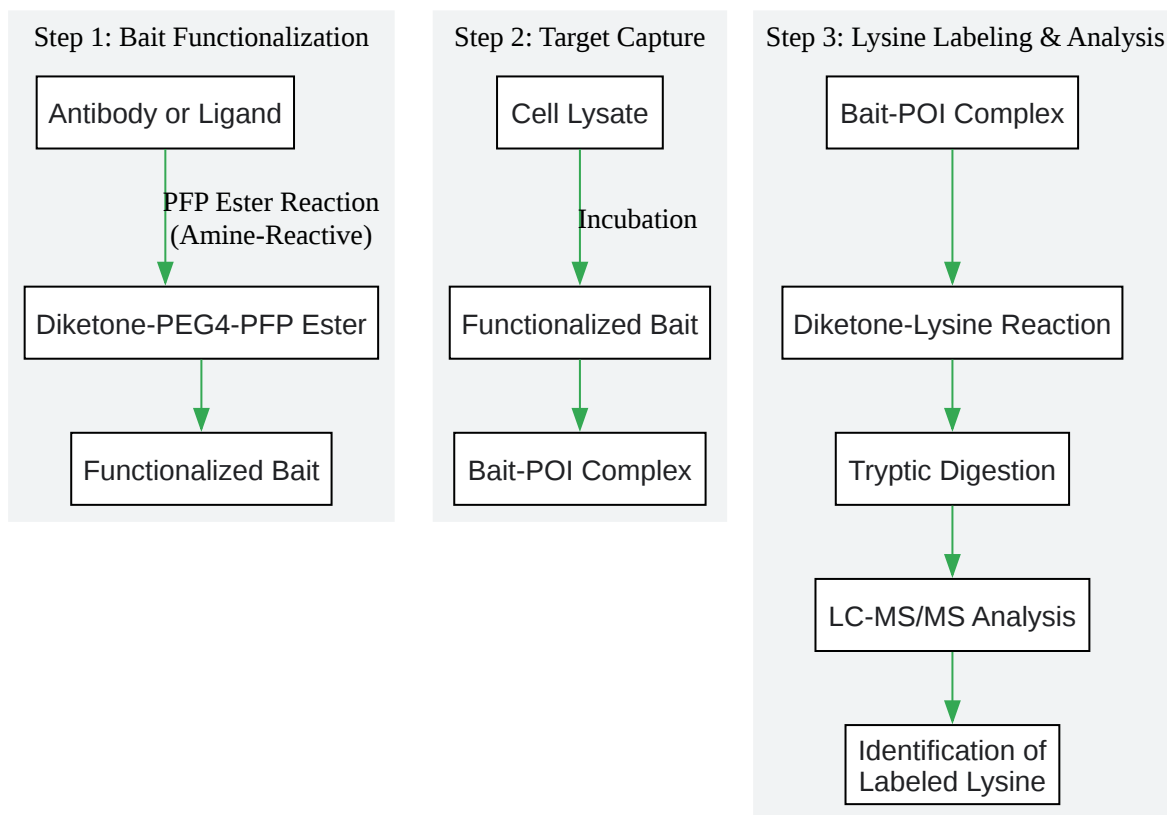 Step 1: Bait Functionalization
Antibody or Ligand
PFP Ester Reaction
(Amine-Reactive)
Diketone-PEG4-PFP Ester
Functionalized Bait
Step 2: Target Capture
Cell Lysate
Incubation
Functionalized Bait
Bait-POI Complex
Step 3: Lysine Labeling & Analysis
Bait-POI Complex
Diketone-Lysine Reaction
Tryptic Digestion
LC-MS/MS Analysis
Identification of
Labeled Lysine